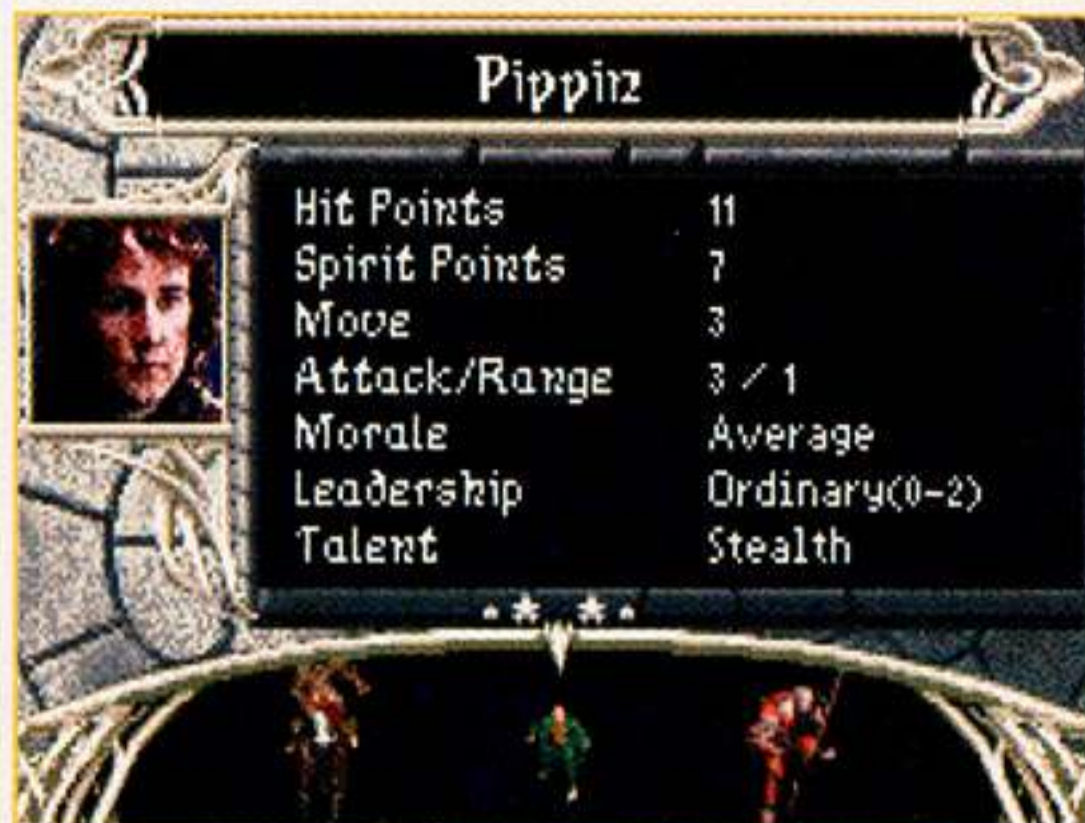 Pippin
Hit Points 11
Spirit Points 7
Move 3
Attack/Range 3 / 1
Morale Average
Leadership Ordinary(0-2)
Talent Stealth